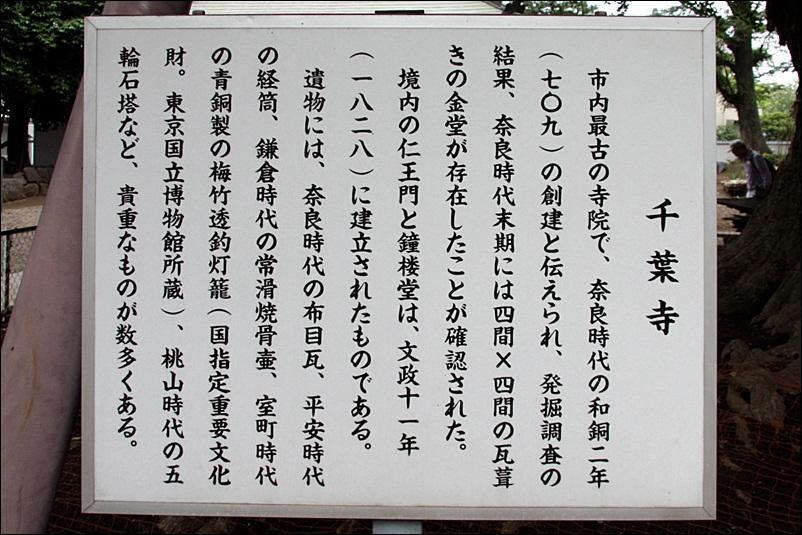 千葉寺
市内最古の寺院で、奈良時代の和銅二年
(七〇九)の創建と伝えられ、発掘調査の
結果、奈良時代末期には四間×四間の瓦葺
きの金堂が存在したことが確認された。
境内の仁王門と鐘楼堂は、文政十一年
(一八二八)に建立されたものである。
遺物には、奈良時代の布目瓦、平安時代
の経筒、鎌倉時代の常滑焼骨壷、室町時代
の青銅製の梅竹透釣灯籠(国指定重要文化
財。東京国立博物館所蔵)、桃山時代の五
輪石塔など、貴重なものが数多くある。